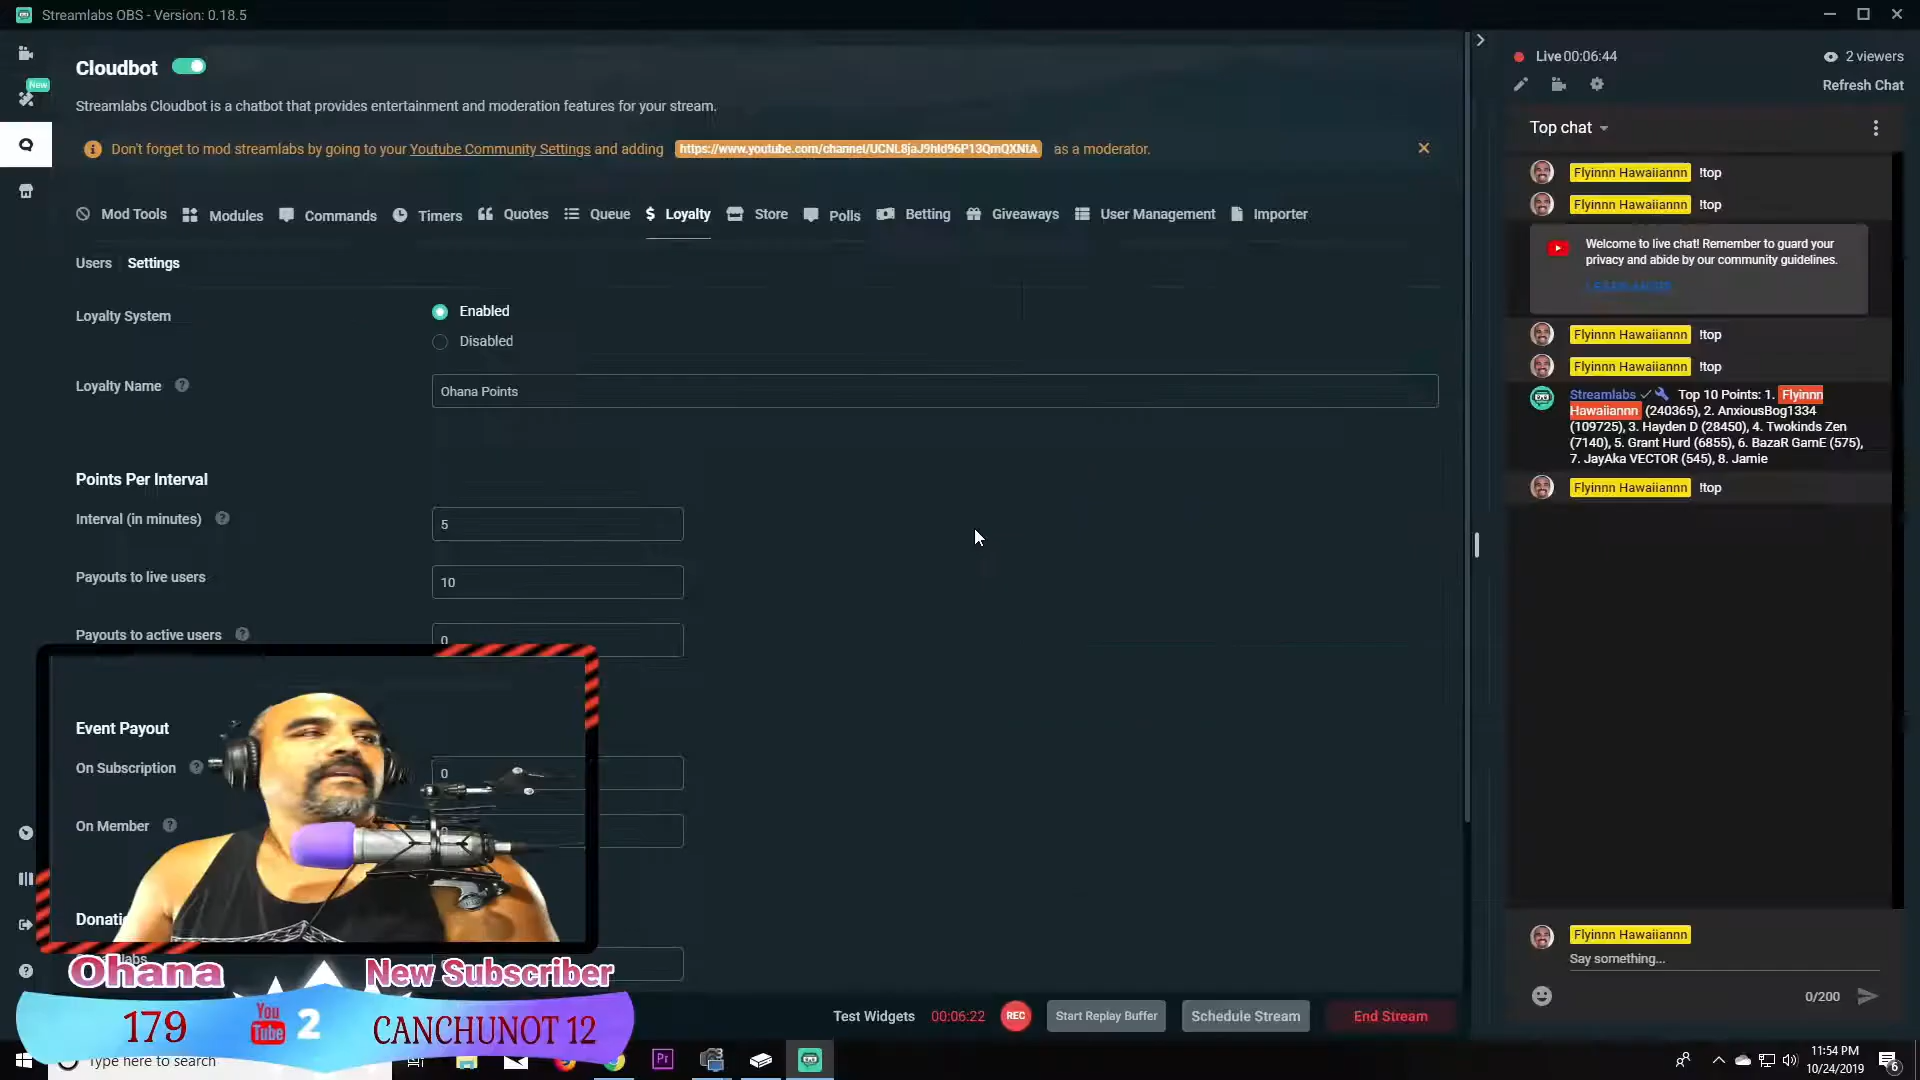 Streamlabs OBS - Version: 0.18.5
New
Cloudbot
Streamlabs Cloudbot is a chatbot that provides entertainment and moderation features for your stream.
Don't forget to mod streamlabs by going to your Youtube Community Settings and adding https://www.youtube.com/channel/UCNL8jaJ9hId96P13QmQXNtA as a moderator.
Mod Tools Modules Commands Timers Quotes Queue Loyalty Store Polls Betting Giveaways User Management Importer
Users Settings
Loyalty System
Enabled
Disabled
Loyalty Name
Ohana Points
Points Per Interval
Interval (in minutes)
5
Payouts to live users
10
Payouts to active users
0
Event Payout
On Subscription
0
On Member
Ohana
New Subscriber
179
You
Tube
2
CANCHUNOT 12
Test Widgets
00:06:22
REC
Start Replay Buffer
Schedule Stream
End Stream
Live 00:06:44
2 viewers
Refresh Chat
Top chat
Flyinnn Hawaiiannn !top
Flyinnn Hawaiiannn !top
Welcome to live chat! Remember to guard your
privacy and abide by our community guidelines.
LEARN MORE
Flyinnn Hawaiiannn !top
Flyinnn Hawaiiannn !top
Streamlabs Top 10 Points: 1. Flyinnn
Hawaiiannn (240365), 2. AnxiousBog1334
(109725), 3. Hayden D (28450), 4. Twokinds Zen
(7140), 5. Grant Hurd (6855), 6. BazaR GamE (575),
7. JayAka VECTOR (545), 8. Jamie
Flyinnn Hawaiiannn !top
Flyinnn Hawaiiannn
Say something...
0/200
Type here to search
Pr
11:54 PM
10/24/2019
6